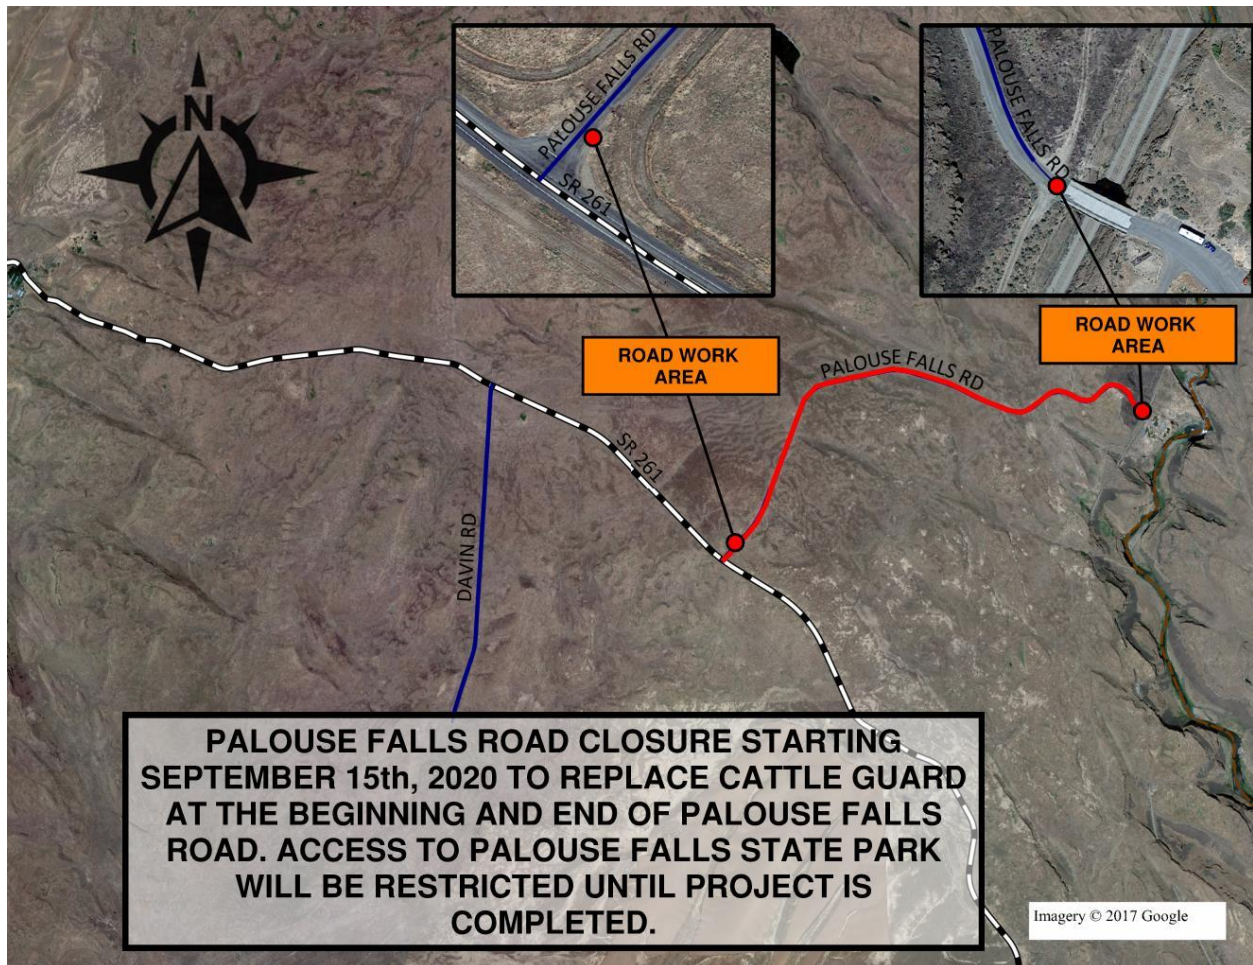 N
PALOUSE FALLS RD
SR 261
PALOUSE FALLS RD
ROAD WORK
AREA
ROAD WORK
AREA
PALOUSE FALLS RD
SR 261
DAVIN RD
PALOUSE FALLS ROAD CLOSURE STARTING
SEPTEMBER 15th, 2020 TO REPLACE CATTLE GUARD
AT THE BEGINNING AND END OF PALOUSE FALLS
ROAD. ACCESS TO PALOUSE FALLS STATE PARK
WILL BE RESTRICTED UNTIL PROJECT IS
COMPLETED.
Imagery © 2017 Google